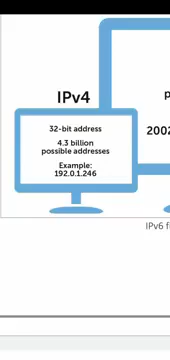 IPv4
32-bit address
4.3 billion
possible addresses
Example:
192.0.1.246
p
2002
IPv6 f